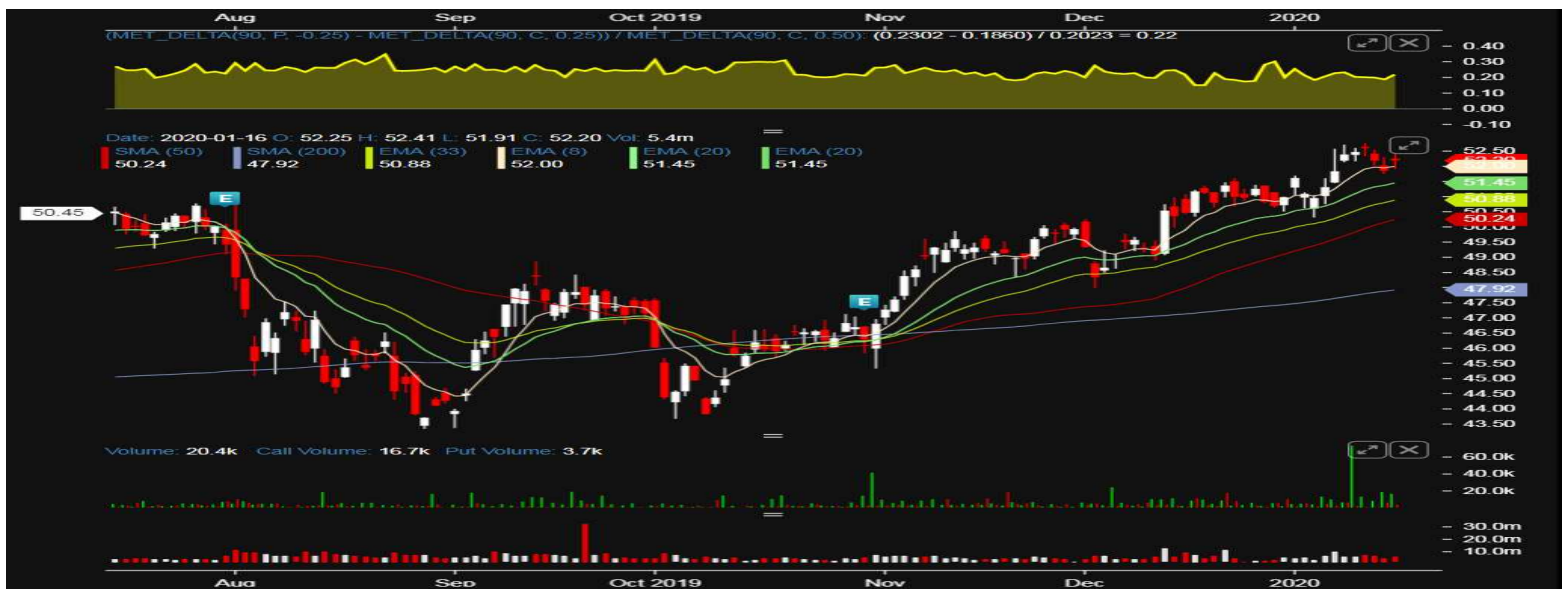 Aug Sep Oct 2019 Nov Dec 2020
(MET_DELTA(90, P, -0.25) - MET_DELTA(90, C, 0.25)) / MET_DELTA(90, C, 0.50): (0.2302 - 0.1860) / 0.2023 = 0.22
0.40
0.30
0.20
0.10
0.00
-0.10
Date: 2020-01-16 O: 52.25 H: 52.41 L: 51.91 C: 52.20 Vol: 5.4m
SMA (50) SMA (200) EMA (33) EMA (8) EMA (20) EMA (20)
50.24 47.92 50.88 52.00 51.45 51.45
52.50
51.45
50.88
50.45
50.50
50.24
50.00
49.50
49.00
48.50
47.92
47.50
47.00
46.50
46.00
45.50
45.00
44.50
44.00
43.50
E
E
Volume: 20.4k Call Volume: 16.7k Put Volume: 3.7k
60.0k
40.0k
20.0k
30.0m
20.0m
10.0m
Aug Sep Oct 2019 Nov Dec 2020